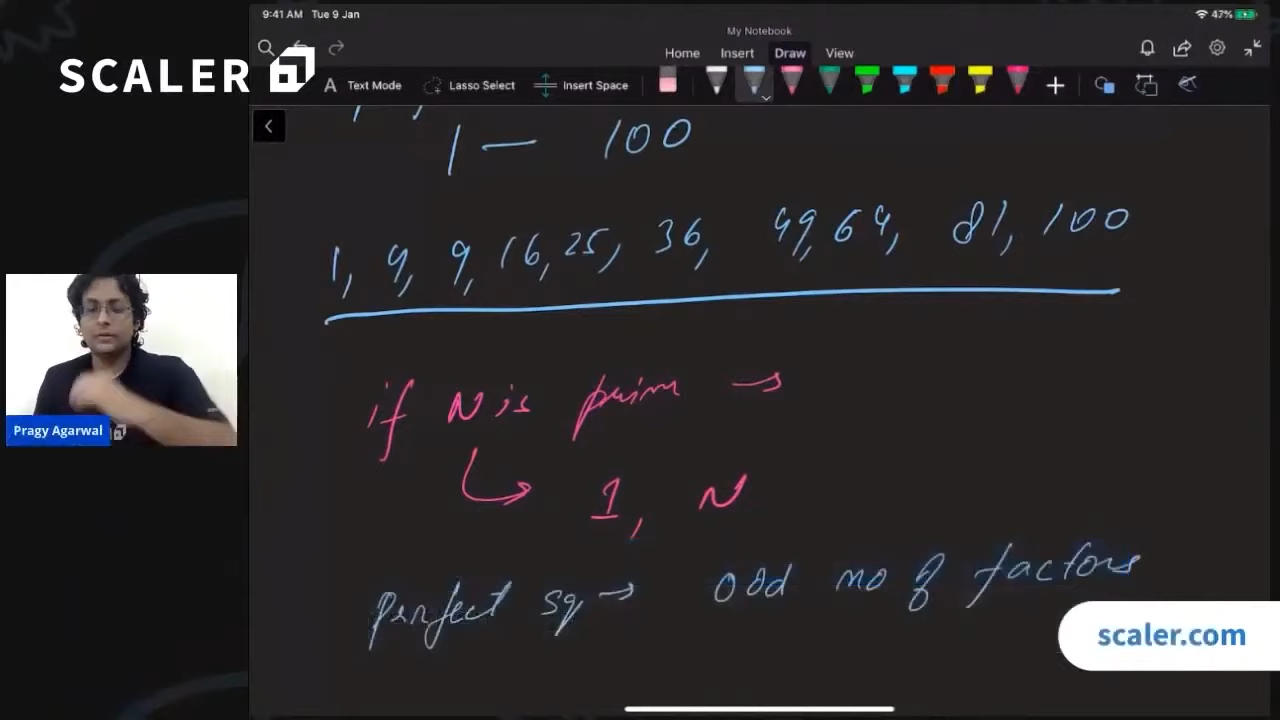 9:41 AM Tue 9 Jan
47%
My Notebook
SCALER
Home Insert Draw View
Text Mode Lasso Select Insert Space
1 — 100
1, 4, 9, 16, 25, 36, 49, 64, 81, 100
if N is prime →
1, N
Pragy Agarwal
perfect sq → odd no of factors
scaler.com